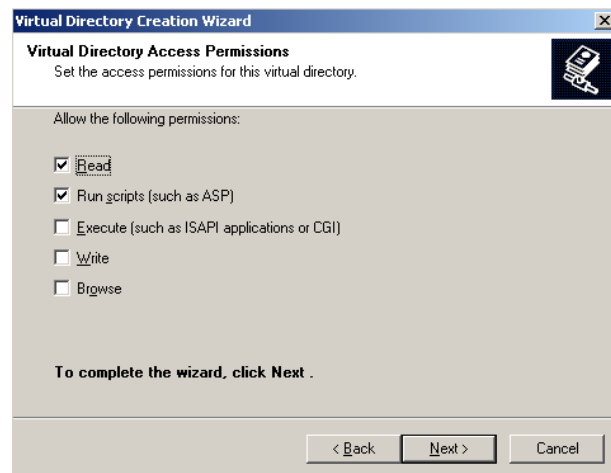 Virtual Directory Creation Wizard
Virtual Directory Access Permissions
Set the access permissions for this virtual directory.
Allow the following permissions:
Read
Run scripts (such as ASP)
Execute (such as ISAPI applications or CGI)
Write
Browse
To complete the wizard, click Next .
< Back Next > Cancel